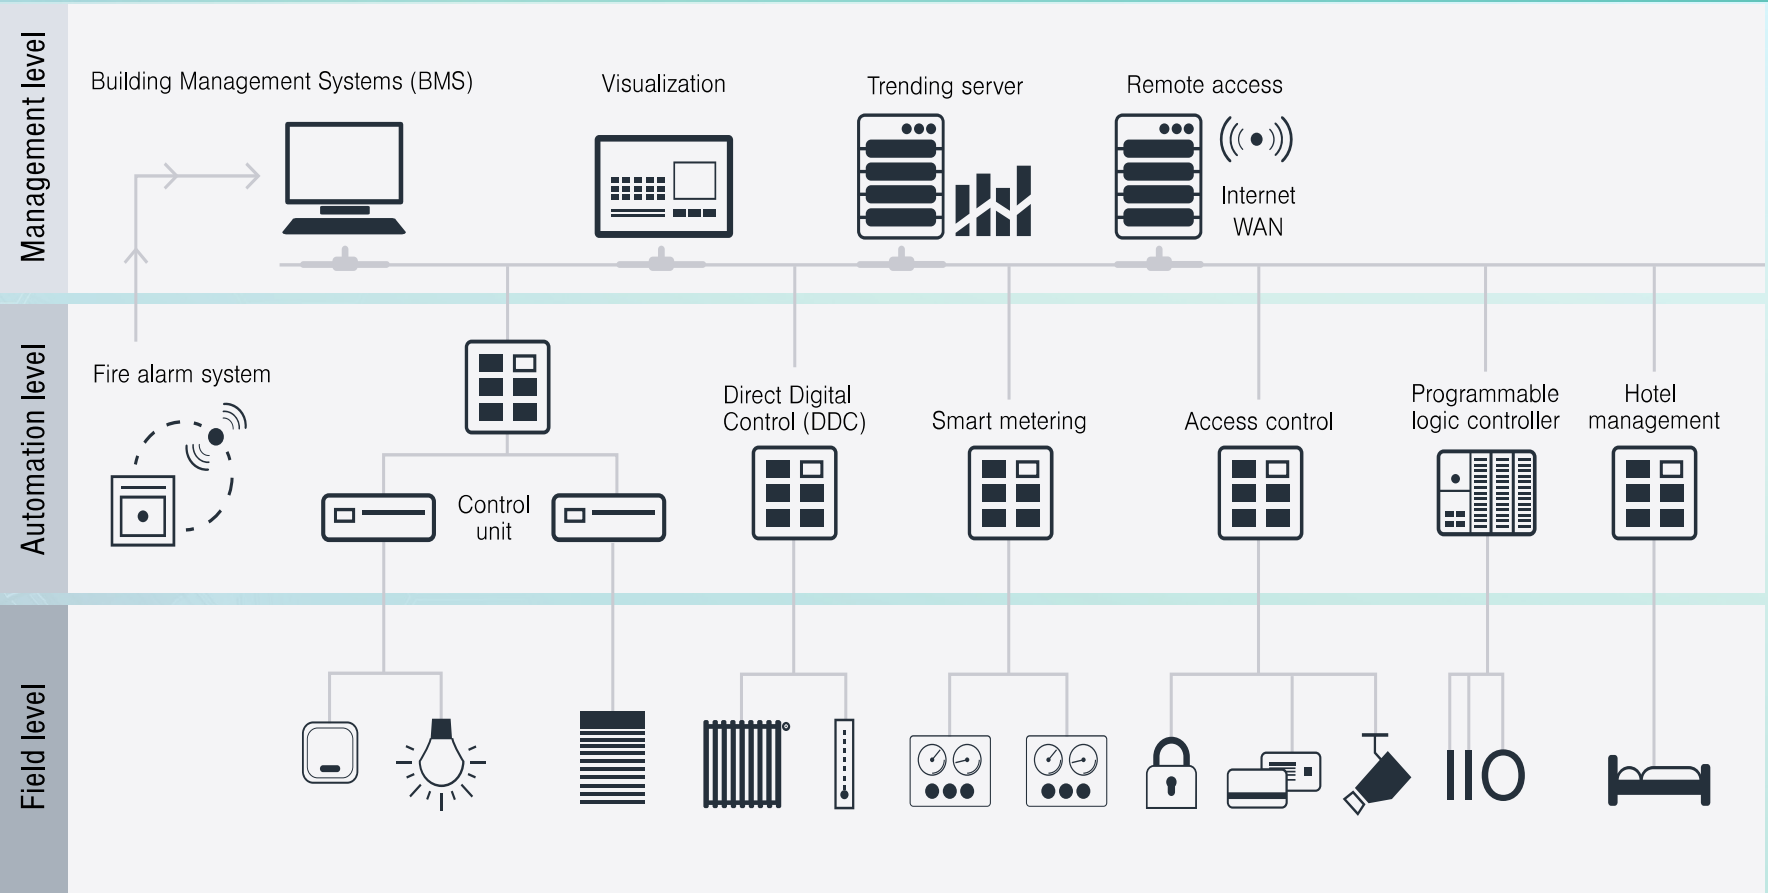 Management level
Building Management Systems (BMS)
Visualization
Trending server
Remote access
Internet
WAN
Automation level
Fire alarm system
Control
unit
Direct Digital
Control (DDC)
Smart metering
Access control
Programmable
logic controller
Hotel
management
Field level
IIO